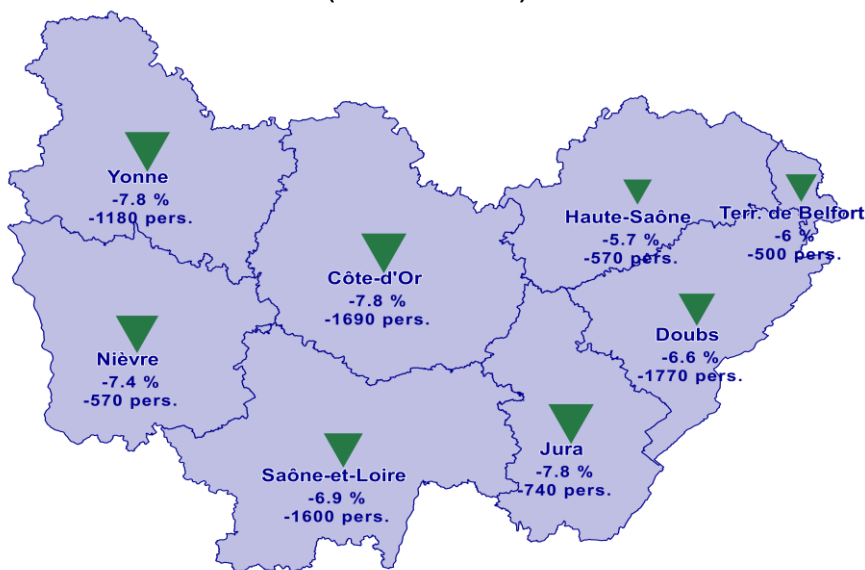 Yonne
-7.8 %
-1180 pers.
Haute-Saône
-5.7 %
-570 pers.
Terr. de Belfort
-6 %
-500 pers.
Côte-d'Or
-7.8 %
-1690 pers.
Doubs
-6.6 %
-1770 pers.
Nièvre
-7.4 %
-570 pers.
Jura
-7.8 %
-740 pers.
Saône-et-Loire
-6.9 %
-1600 pers.